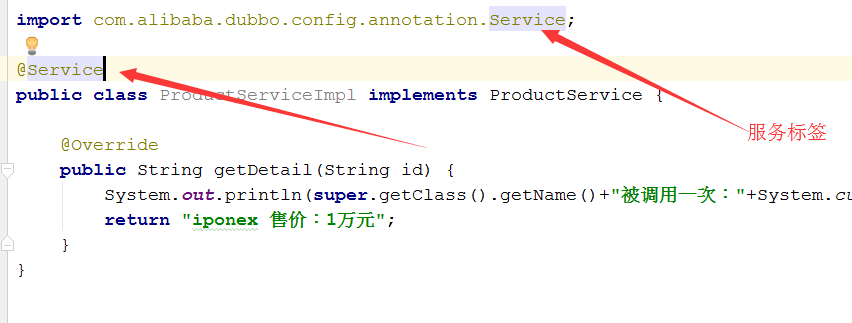 import com.alibaba.dubbo.config.annotation.Service;
@Service
public class ProductServiceImpl implements ProductService {
服务标签
@Override
public String getDetail(String id) {
System.out.println(super.getClass().getName()+"被调用一次："+System.cu
return "iponex 售价：1万元";
}
}